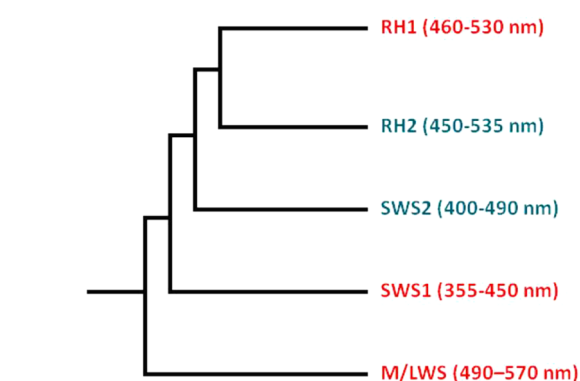 RH1 (460-530 nm)
RH2 (450-535 nm)
SWS2 (400-490 nm)
SWS1 (355-450 nm)
M/LWS (490–570 nm)